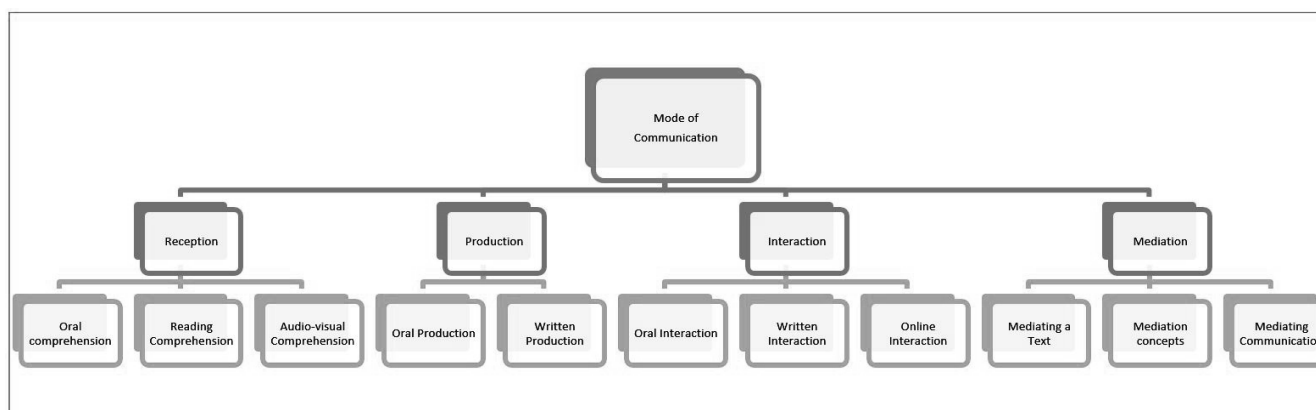 Mode of
Communication
Reception
Production
Interaction
Mediation
Oral
comprehension
Reading
Comprehension
Audio-visual
Comprehension
Oral Production
Written
Production
Oral Interaction
Written
Interaction
Online
Interaction
Mediating a
Text
Mediation
concepts
Mediating
Communication